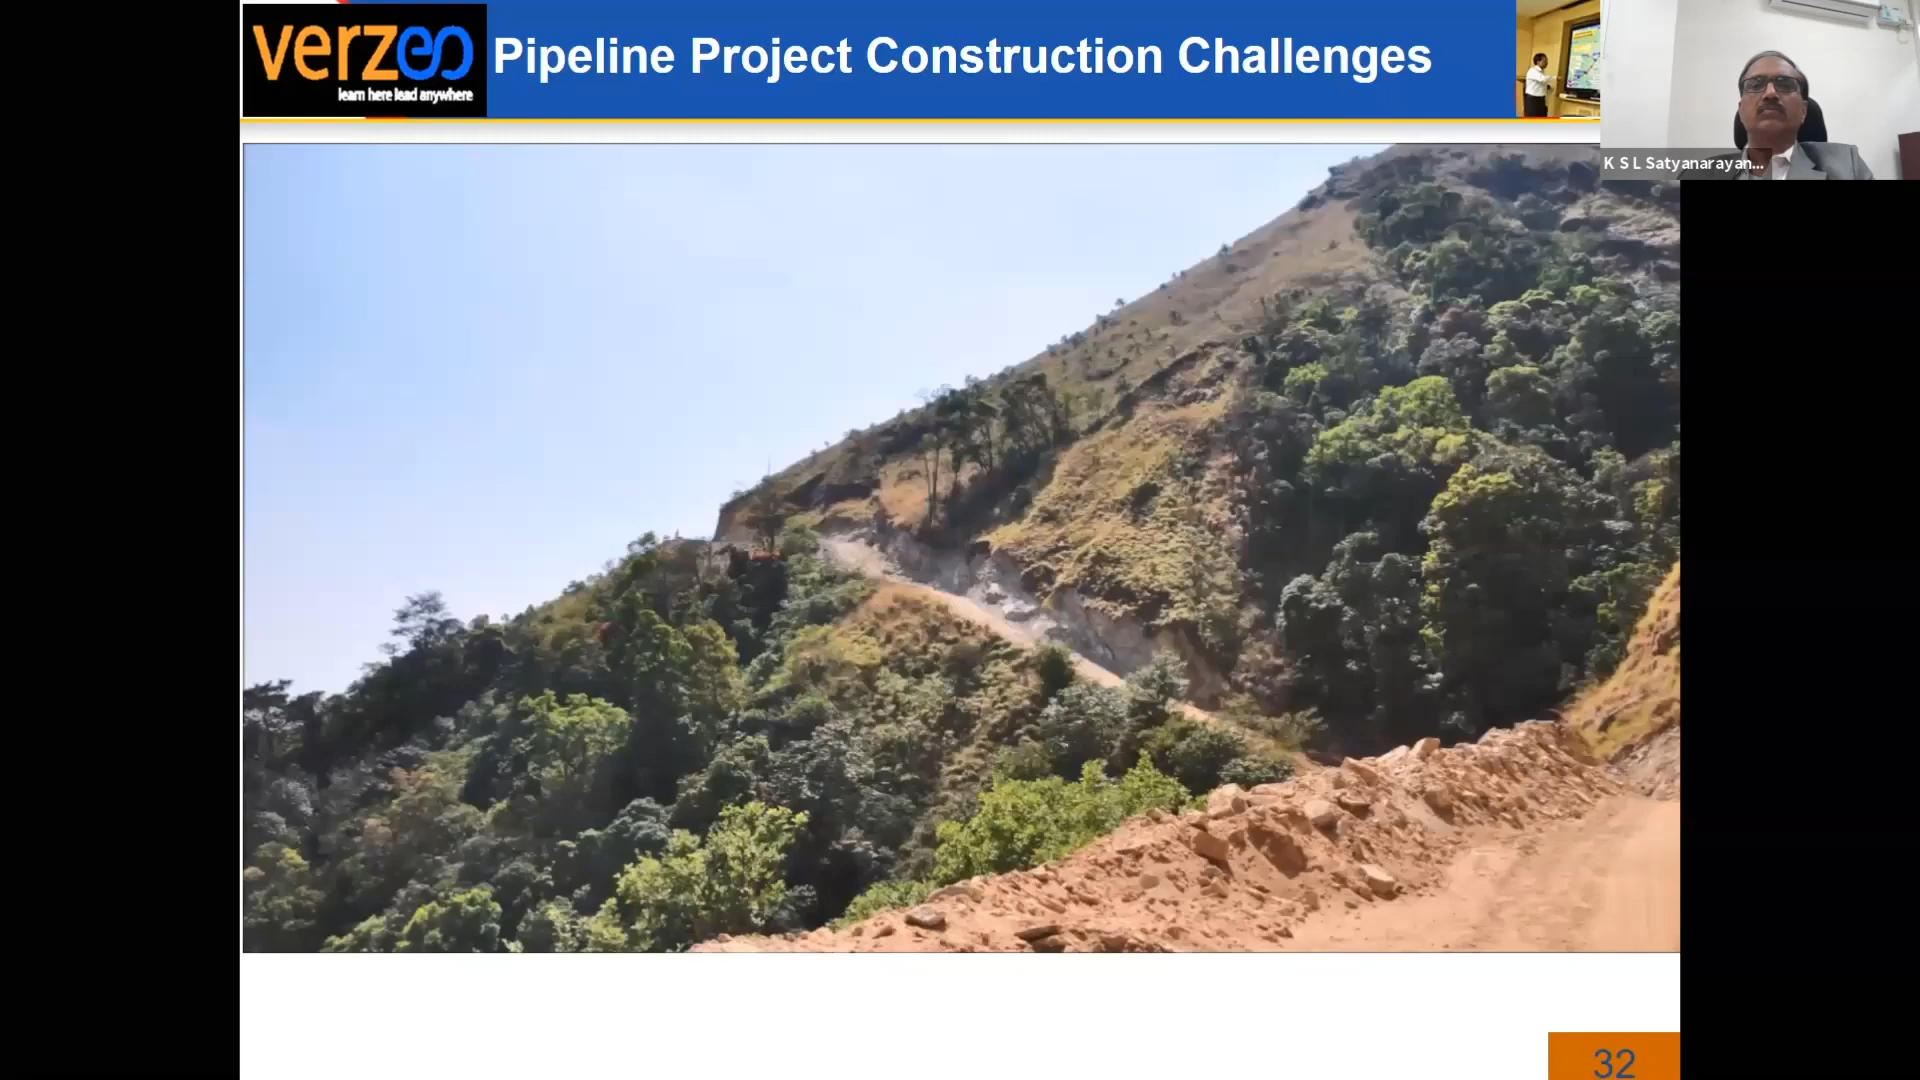 verzeo
learn here lead anywhere
Pipeline Project Construction Challenges
K S L Satyanarayan...
32